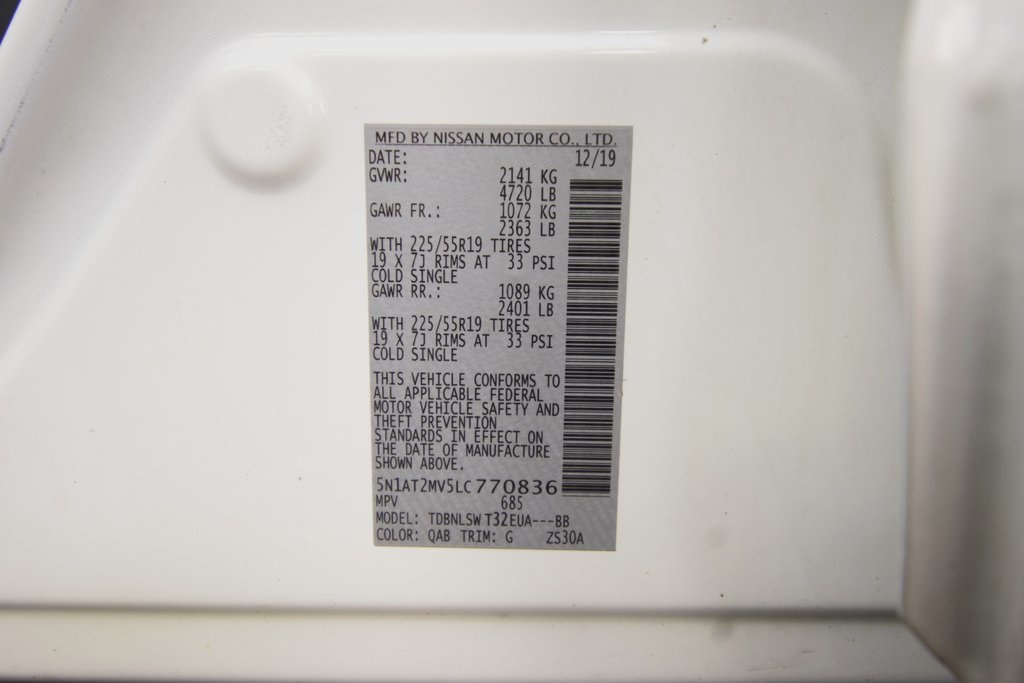 MFD BY NISSAN MOTOR CO., LTD.
DATE: 12/19
GVWR: 2141 KG
4720 LB
GAWR FR.: 1072 KG
2363 LB
WITH 225/55R19 TIRES
19 X 7J RIMS AT 33 PSI
COLD SINGLE
GAWR RR.: 1089 KG
2401 LB
WITH 225/55R19 TIRES
19 X 7J RIMS AT 33 PSI
COLD SINGLE
THIS VEHICLE CONFORMS TO
ALL APPLICABLE FEDERAL
MOTOR VEHICLE SAFETY AND
THEFT PREVENTION
STANDARDS IN EFFECT ON
THE DATE OF MANUFACTURE
SHOWN ABOVE.
5N1AT2MV5LC770836
MPV 685
MODEL: TDBNLSW T32EUA---BB
COLOR: QAB TRIM: G ZS30A